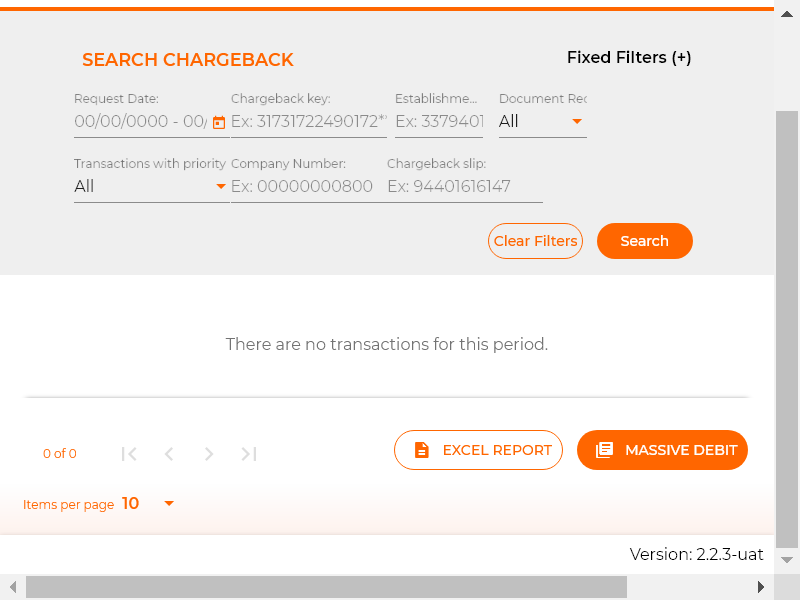 SEARCH CHARGEBACK
Fixed Filters (+)
Request Date:
Chargeback key:
Establishme...
Document Rec
00/00/0000 - 00/
Ex: 31731722490172*
Ex: 3379401
All
Transactions with priority
Company Number:
Chargeback slip:
All
Ex: 00000000800
Ex: 94401616147
Clear Filters
Search
There are no transactions for this period.
0 of 0
EXCEL REPORT
MASSIVE DEBIT
Items per page 10
Version: 2.2.3-uat